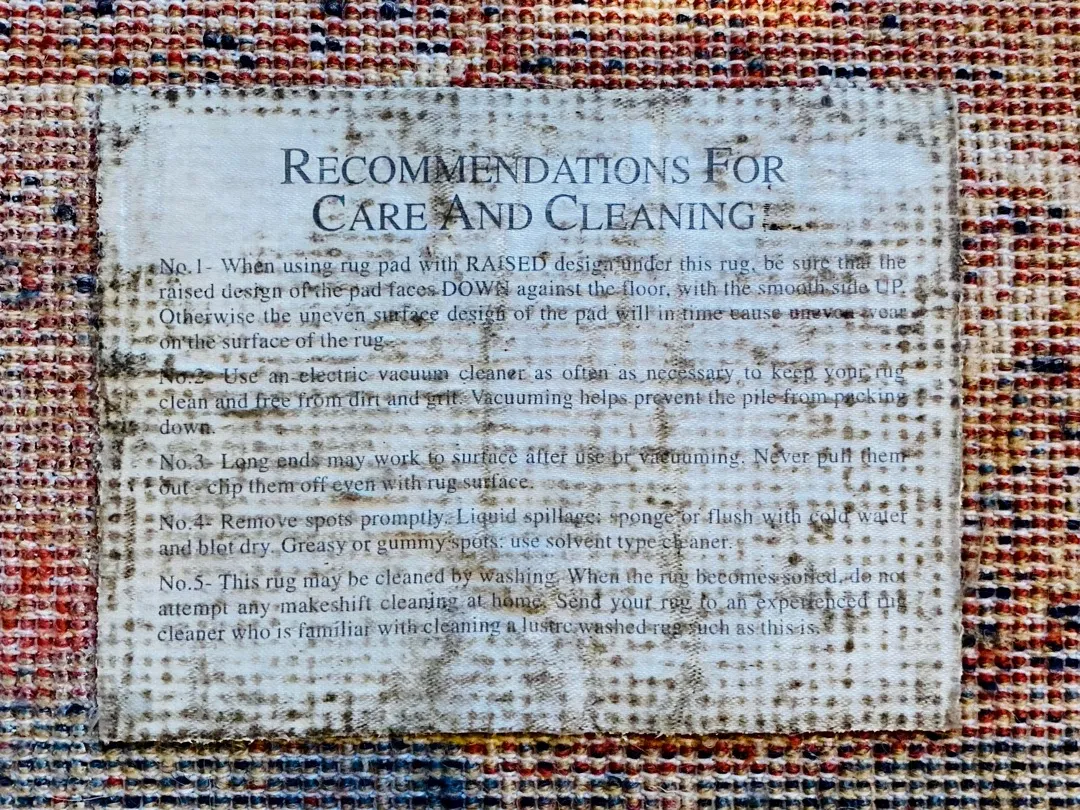 RECOMMENDATIONS FOR
CARE AND CLEANING
No.1- When using rug pad with RAISED design under this rug, be sure that the
raised design of the pad faces DOWN against the floor, with the smooth side UP.
Otherwise the uneven surface design of the pad will in time cause uneven wear
on the surface of the rug.
No.2- Use an electric vacuum cleaner as often as necessary to keep your rug
clean and free from dirt and grit. Vacuuming helps prevent the pile from packing
down.
No.3- Long ends may work to surface after use or vacuuming. Never pull them
out - clip them off even with rug surface.
No.4- Remove spots promptly. Liquid spillage: sponge or flush with cold water
and blot dry. Greasy or gummy spots: use solvent type cleaner.
No.5- This rug may be cleaned by washing. When the rug becomes soiled, do not
attempt any makeshift cleaning at home. Send your rug to an experienced rug
cleaner who is familiar with cleaning a lustre washed rug such as this is.